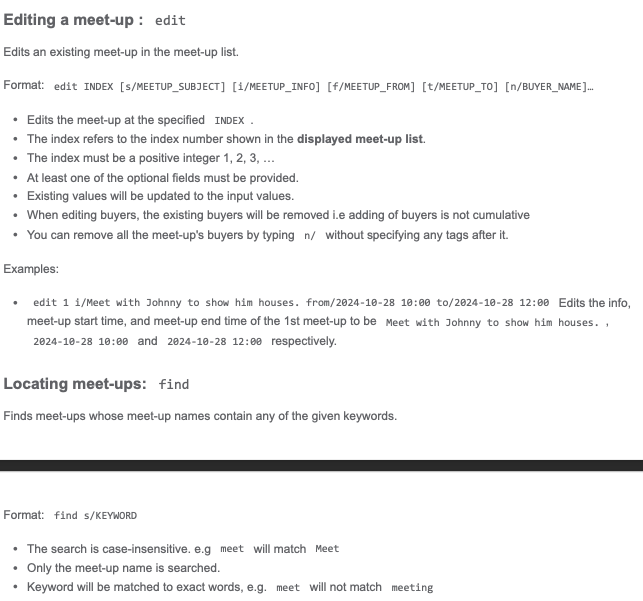 Editing a meet-up : edit
Edits an existing meet-up in the meet-up list.
Format: edit INDEX [s/MEETUP_SUBJECT] [i/MEETUP_INFO] [f/MEETUP_FROM] [t/MEETUP_TO] [n/BUYER_NAME]…
• Edits the meet-up at the specified INDEX .
• The index refers to the index number shown in the displayed meet-up list.
• The index must be a positive integer 1, 2, 3, …
• At least one of the optional fields must be provided.
• Existing values will be updated to the input values.
• When editing buyers, the existing buyers will be removed i.e adding of buyers is not cumulative
• You can remove all the meet-up's buyers by typing n/ without specifying any tags after it.
Examples:
• edit 1 i/Meet with Johnny to show him houses. from/2024-10-28 10:00 to/2024-10-28 12:00 Edits the info,
meet-up start time, and meet-up end time of the 1st meet-up to be Meet with Johnny to show him houses. ,
2024-10-28 10:00 and 2024-10-28 12:00 respectively.
Locating meet-ups: find
Finds meet-ups whose meet-up names contain any of the given keywords.
Format: find s/KEYWORD
• The search is case-insensitive. e.g meet will match Meet
• Only the meet-up name is searched.
• Keyword will be matched to exact words, e.g. meet will not match meeting